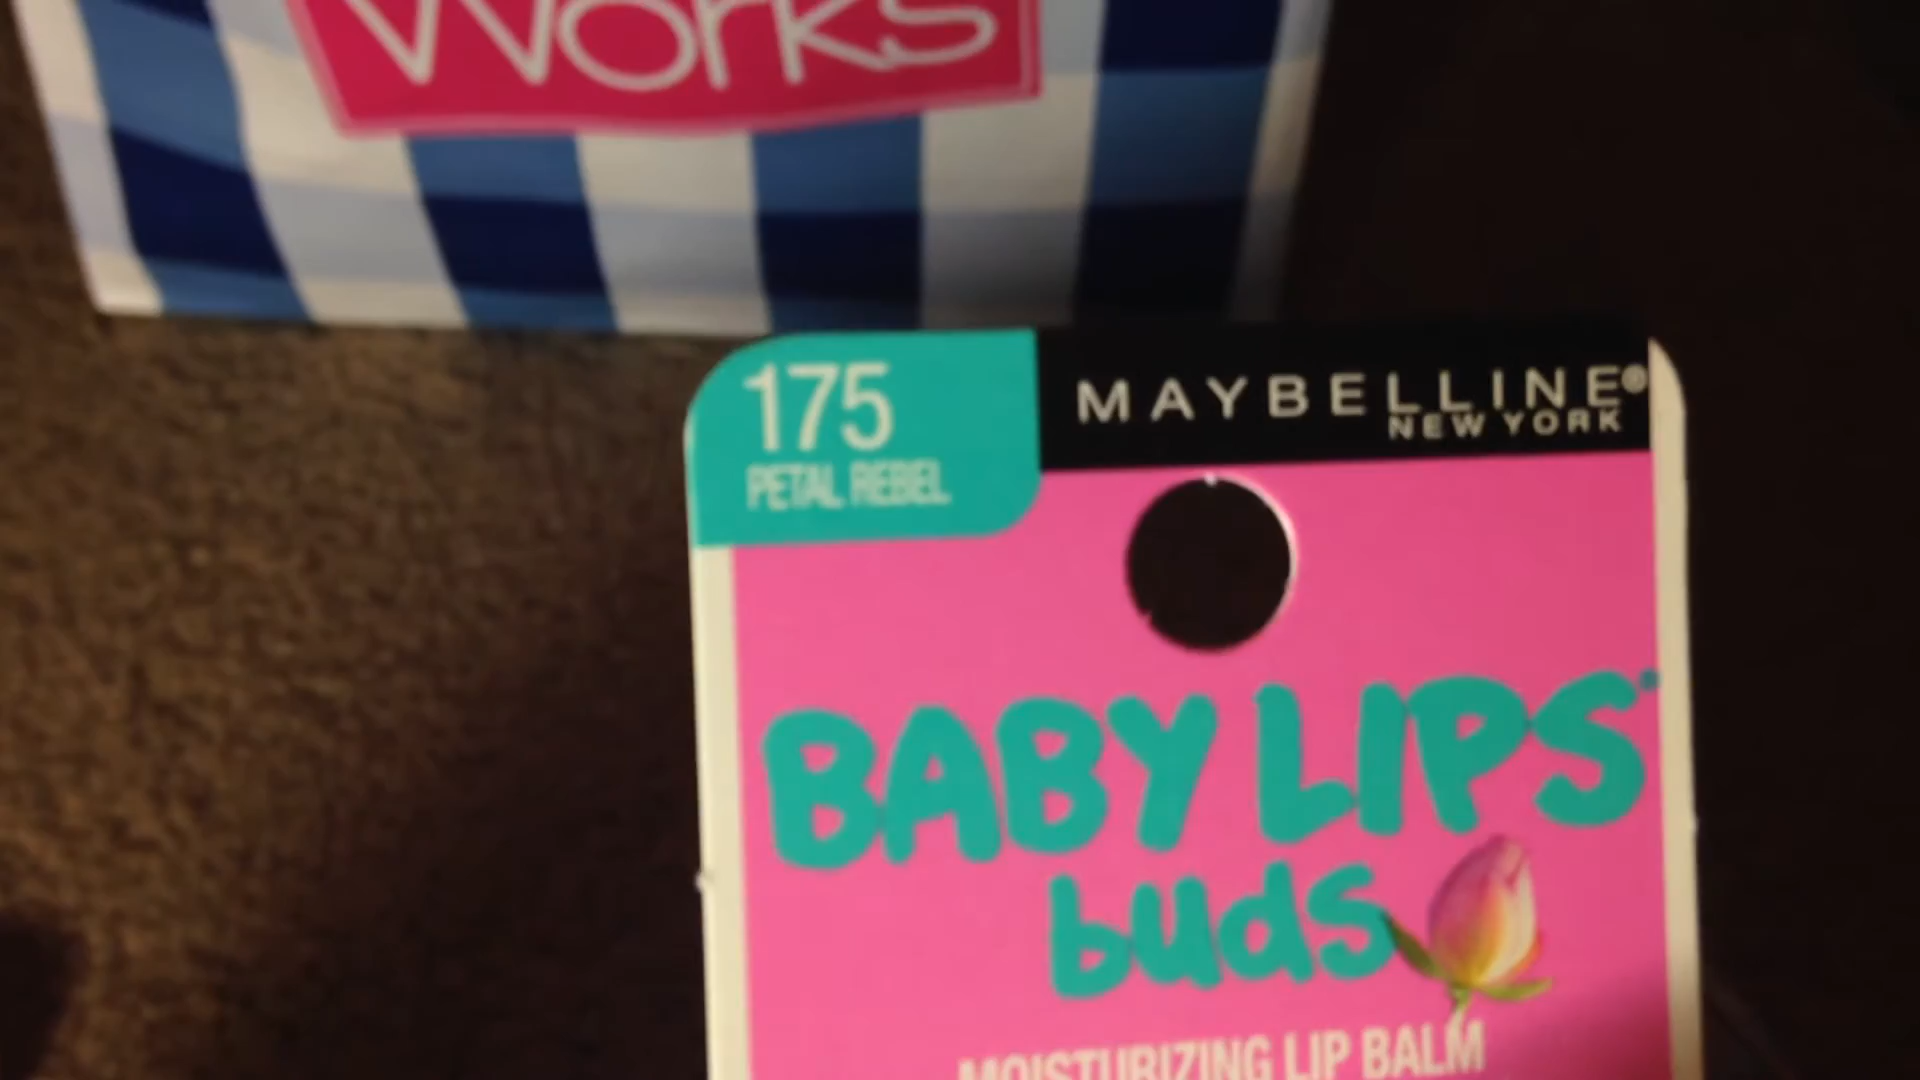 Works
175
PETAL REBEL
MAYBELLINE®
NEW YORK
BABY LIPS
buds
MOISTURIZING LIP BALM